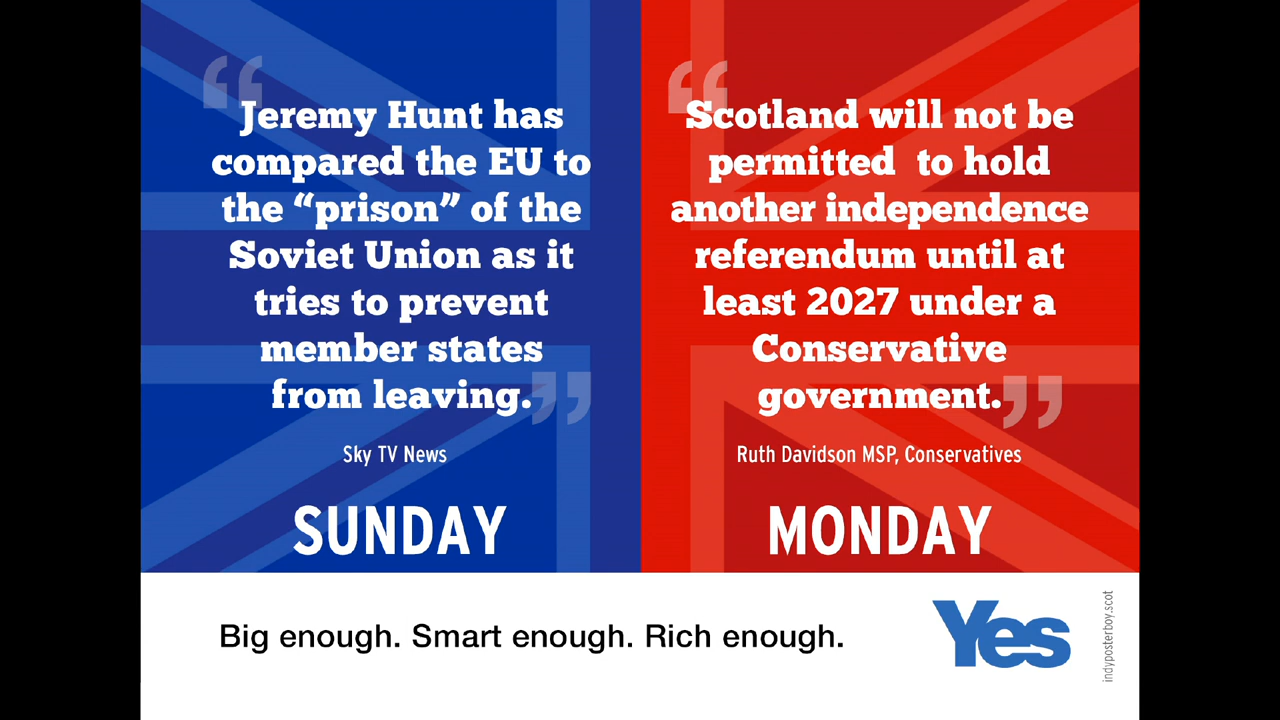 “
Jeremy Hunt has
compared the EU to
the “prison” of the
Soviet Union as it
tries to prevent
member states
from leaving.
”
Sky TV News
SUNDAY
“
Scotland will not be
permitted to hold
another independence
referendum until at
least 2027 under a
Conservative
government.
”
Ruth Davidson MSP, Conservatives
MONDAY
Big enough. Smart enough. Rich enough.
Yes
indyposterboy.scot